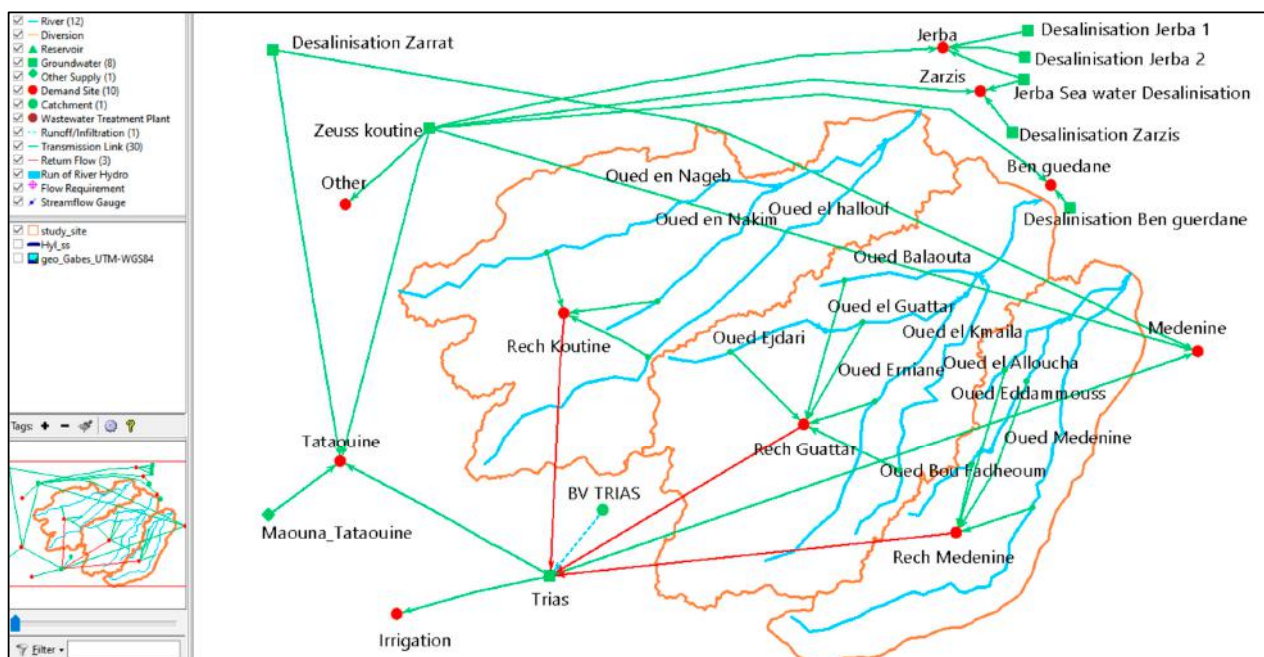 River (12)
Diversion
Reservoir
Groundwater (8)
Other Supply (1)
Demand Site (10)
Catchment (1)
Wastewater Treatment Plant
Runoff/Infiltration (1)
Transmission Link (30)
Return Flow (3)
Run of River Hydro
Flow Requirement
Streamflow Gauge
study_site
Hyl_ss
geo_Gabes_UTM-WGS84
Tags:
Filter
Desalinisation Zarrat
Jerba
Desalinisation Jerba 1
Desalinisation Jerba 2
Zarzis
Jerba Sea water Desalinisation
Zeuss koutine
Desalinisation Zarzis
Ben guedane
Other
Oued en Nageb
Oued en Nakim
Oued el hallouf
Desalinisation Ben guerdane
Oued Balaouta
Oued el Guattar
Oued el Kmaila
Medenine
Rech Koutine
Oued Ejdari
Oued el Alloucha
Oued Erniane
Oued Eddammouss
Tataouine
Rech Guattar
Oued Medenine
Oued Bou Fadheoum
BV TRIAS
Maouna_Tataouine
Rech Medenine
Trias
Irrigation